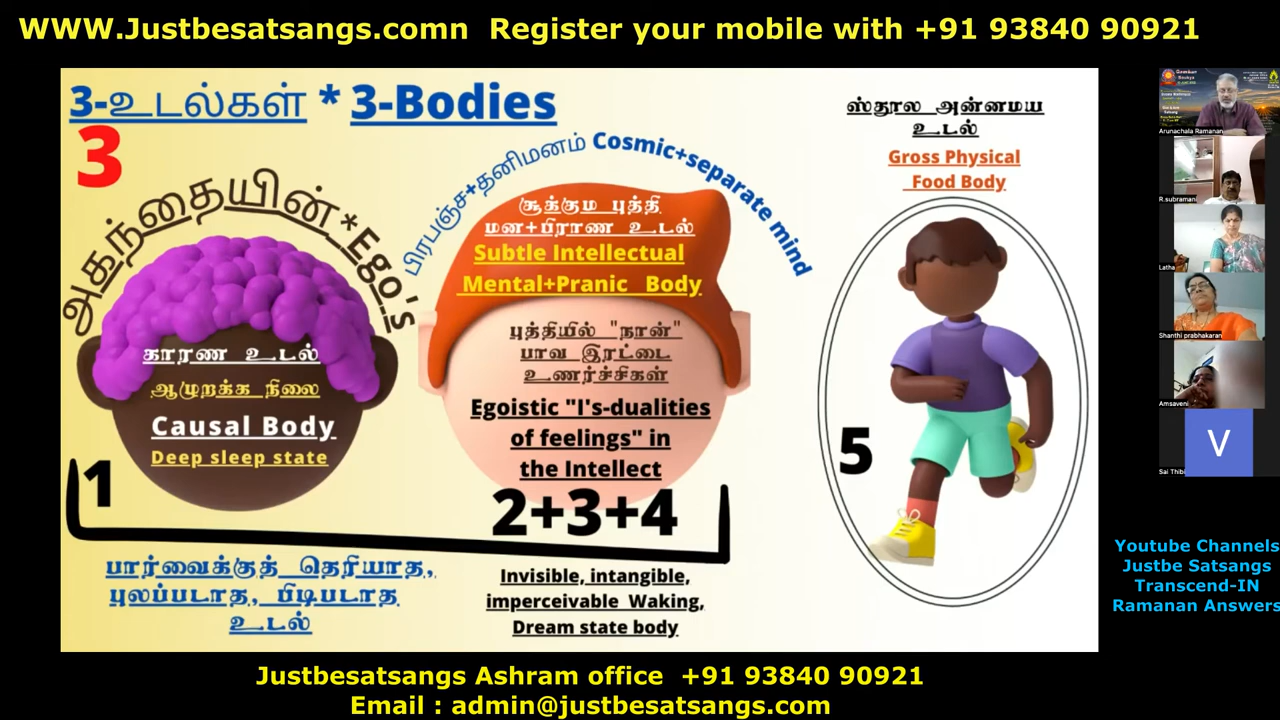 WWW.Justbesatsangs.comn Register your mobile with +91 93840 90921
3-உடல்கள் * 3-Bodies
3
அகந்தையின்*Ego's
காரண உடல்
ஆழுறக்க நிலை
Causal Body
Deep sleep state
1
பிரபஞ்ச+தனிமனம் Cosmic+separate mind
சூக்கும புத்தி
மன+பிராண உடல்
Subtle Intellectual
Mental+Pranic Body
புத்தியில் "நான்"
பாவ இரட்டை
உணர்ச்சிகள்
Egoistic "I's-dualities
of feelings" in
the Intellect
2+3+4
ஸ்தூல அன்னமய
உடல்
Gross Physical
Food Body
5
பார்வைக்குத் தெரியாத,
புலப்படாத, பிடிபடாத
உடல்
Invisible, intangible,
imperceivable Waking,
Dream state body
Arunachala Ramanan
R.subramani
Latha
Shanthi prabhakaran
Amsaveni
V
Sai Thibi
Youtube Channels
Justbe Satsangs
Transcend-IN
Ramanan Answers
Justbesatsangs Ashram office +91 93840 90921
Email : admin@justbesatsangs.com